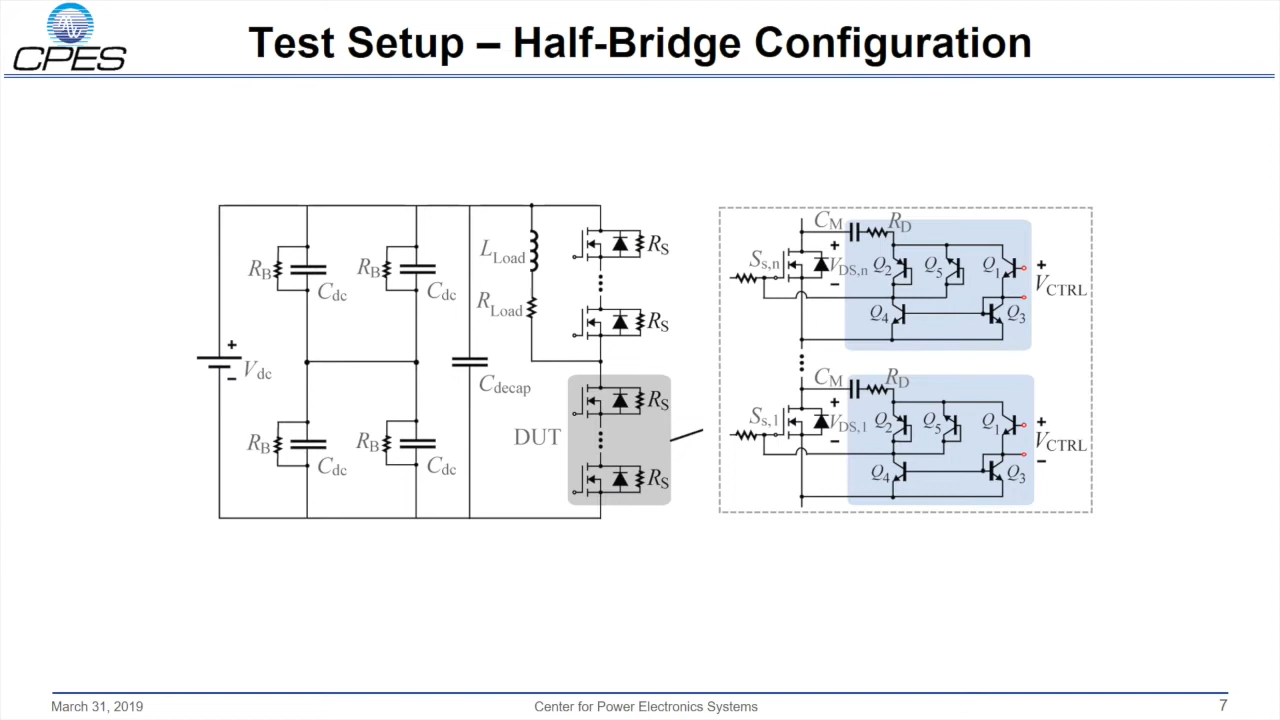 CPES
Test Setup – Half-Bridge Configuration
R_B
C_dc
R_B
C_dc
L_Load
R_Load
R_S
R_S
V_dc
+
−
C_decap
R_B
C_dc
R_B
C_dc
DUT
R_S
R_S
C_M
R_D
S_s,n
+
V_DS,n
−
Q_2
Q_5
Q_1
+
V_CTRL
Q_4
Q_3
C_M
R_D
S_s,1
+
V_DS,1
−
Q_2
Q_5
Q_1
+
V_CTRL
−
Q_4
Q_3
March 31, 2019
Center for Power Electronics Systems
7